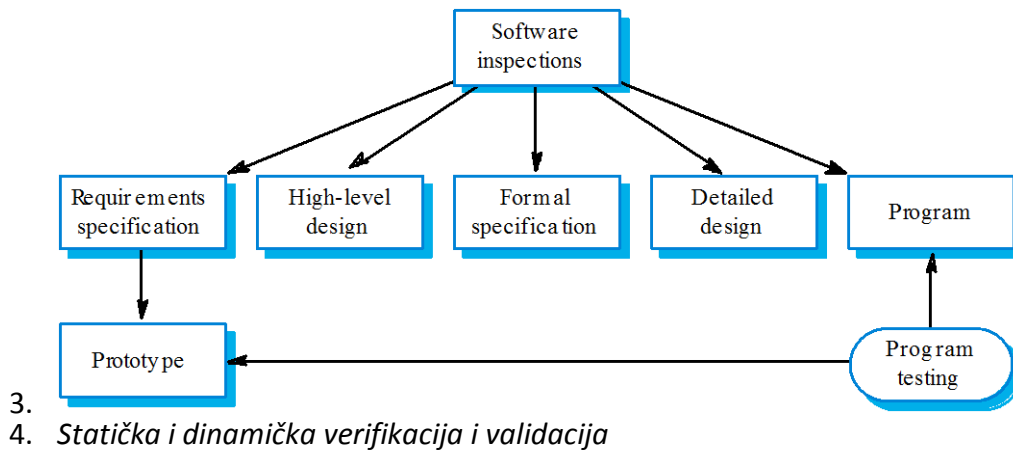 Software
inspections
Requirements
specification
High-level
design
Formal
specification
Detailed
design
Program
Prototype
Program
testing
3.
4. Statička i dinamička verifikacija i validacija